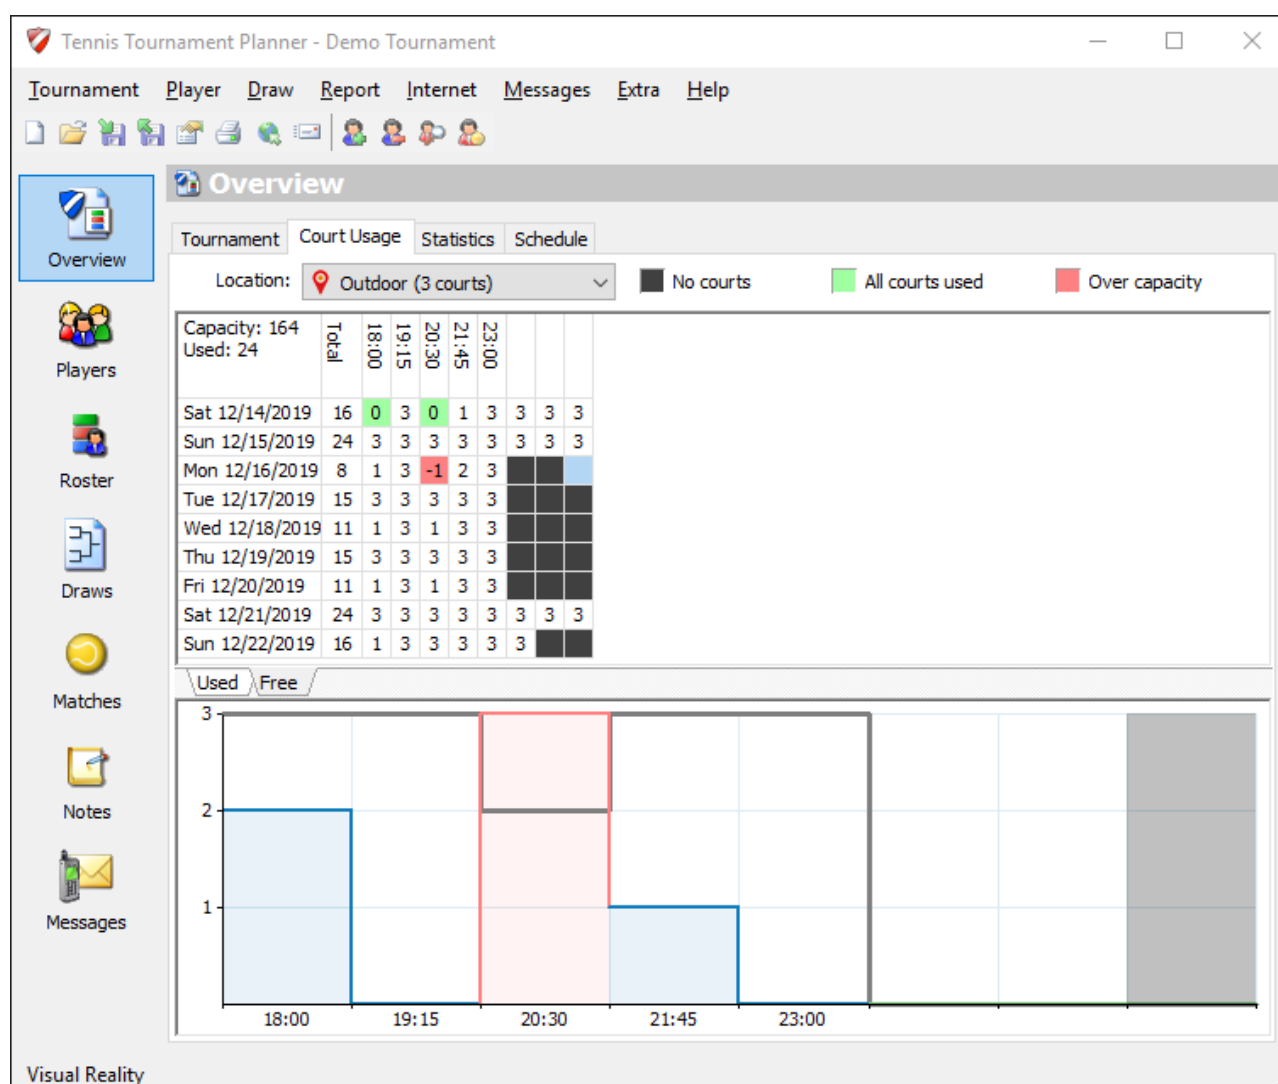 Tennis Tournament Planner - Demo Tournament
Tournament Player Draw Report Internet Messages Extra Help
Overview
Overview
Players
Roster
Draws
Matches
Notes
Messages
Tournament Court Usage Statistics Schedule
Location: Outdoor (3 courts) No courts All courts used Over capacity
Capacity: 164
Used: 24
Total 18:00 19:15 20:30 21:45 23:00
Sat 12/14/2019 16 0 3 0 1 3 3 3 3
Sun 12/15/2019 24 3 3 3 3 3 3 3 3
Mon 12/16/2019 8 1 3 -1 2 3
Tue 12/17/2019 15 3 3 3 3 3
Wed 12/18/2019 11 1 3 1 3 3
Thu 12/19/2019 15 3 3 3 3 3
Fri 12/20/2019 11 1 3 1 3 3
Sat 12/21/2019 24 3 3 3 3 3 3 3 3
Sun 12/22/2019 16 1 3 3 3 3 3
Used Free
3
2
1
18:00 19:15 20:30 21:45 23:00
Visual Reality